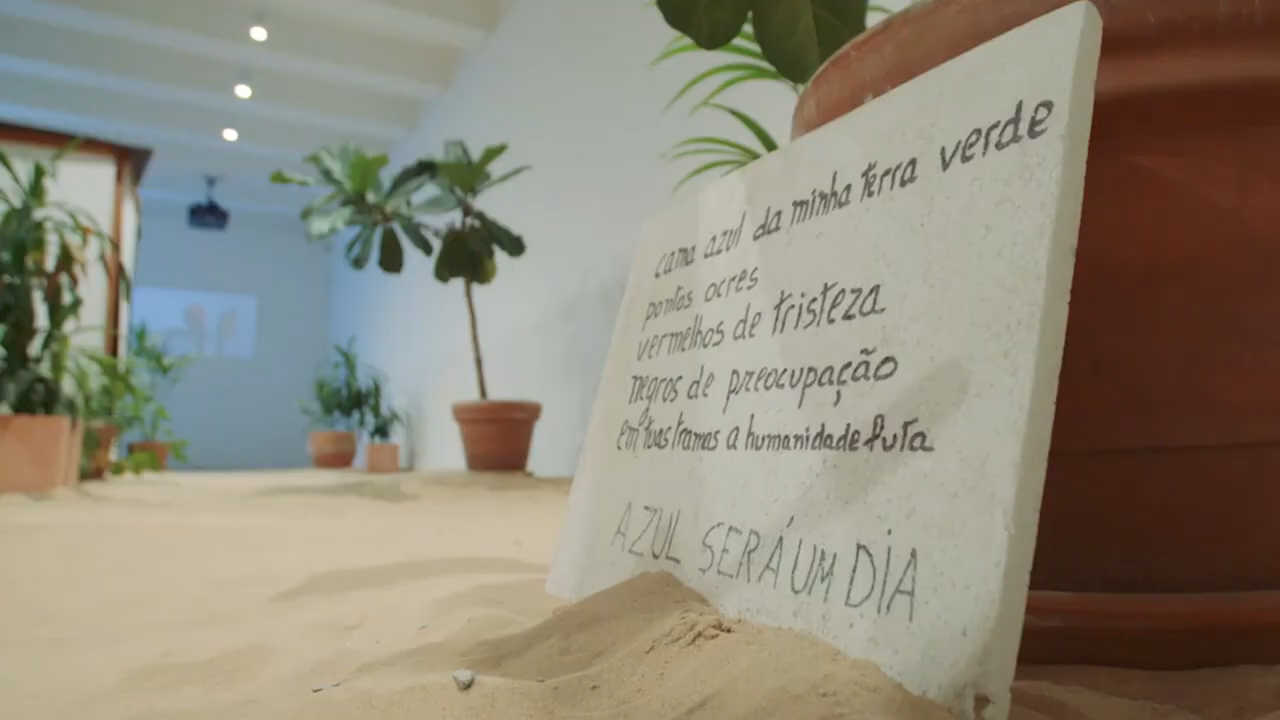 cama azul da minha terra verde
pontos ocres
vermelhos de tristeza
negros de preocupação
em tuas tramas a humanidade furta
AZUL SERÁ UM DIA